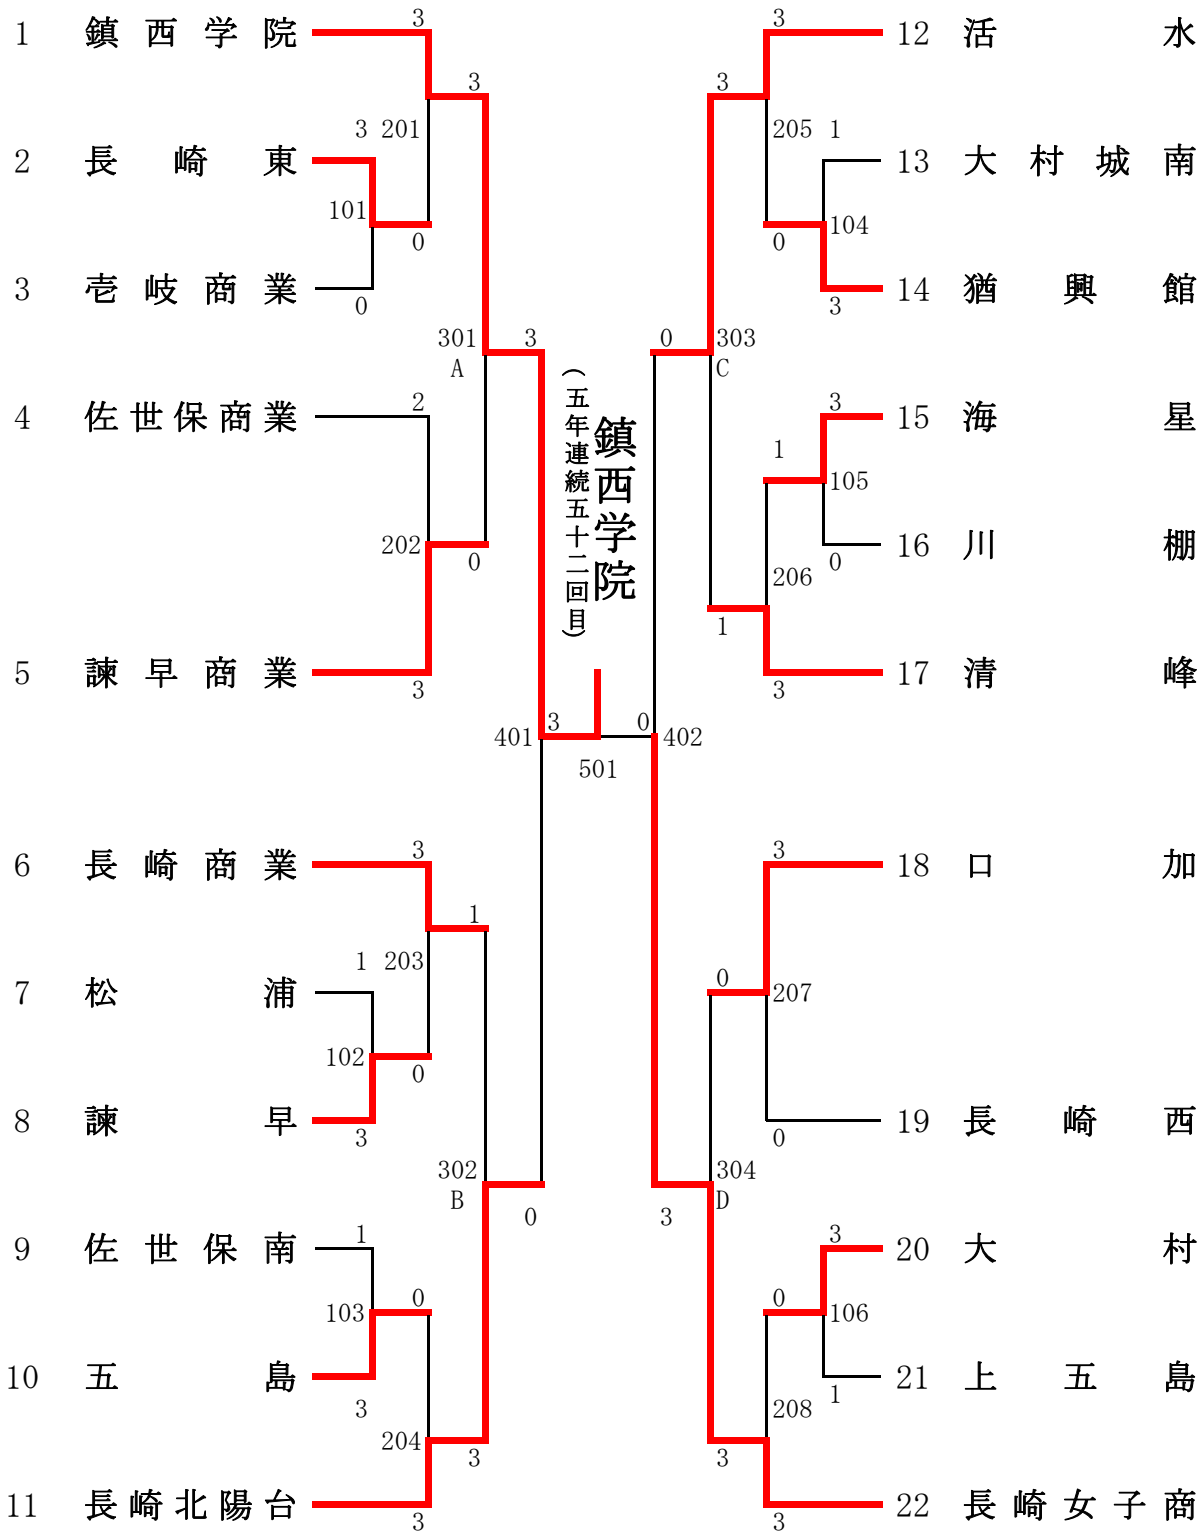 1 鎮西学院
2 長崎東
3 壱岐商業
4 佐世保商業
5 諫早商業
6 長崎商業
7 松浦
8 諫早
9 佐世保南
10 五島
11 長崎北陽台
3
3
3 201
101
0
0
301 3
A
2
202
0
3
3
1
1 203
102
0
3
302
B
0
1
0
103
3
204
3
3
鎮西学院
(五年連続五十二回目)
401 3 0 402
501
3
3
205 1
104
0
3
0 303
C
3
1
105
0
206
1
3
3
0
207
0
304
D
3
3
0
106
1
208
3
3
12 活水
13 大村城南
14 猶興館
15 海星
16 川棚
17 清峰
18 口加
19 長崎西
20 大村
21 上五島
22 長崎女子商